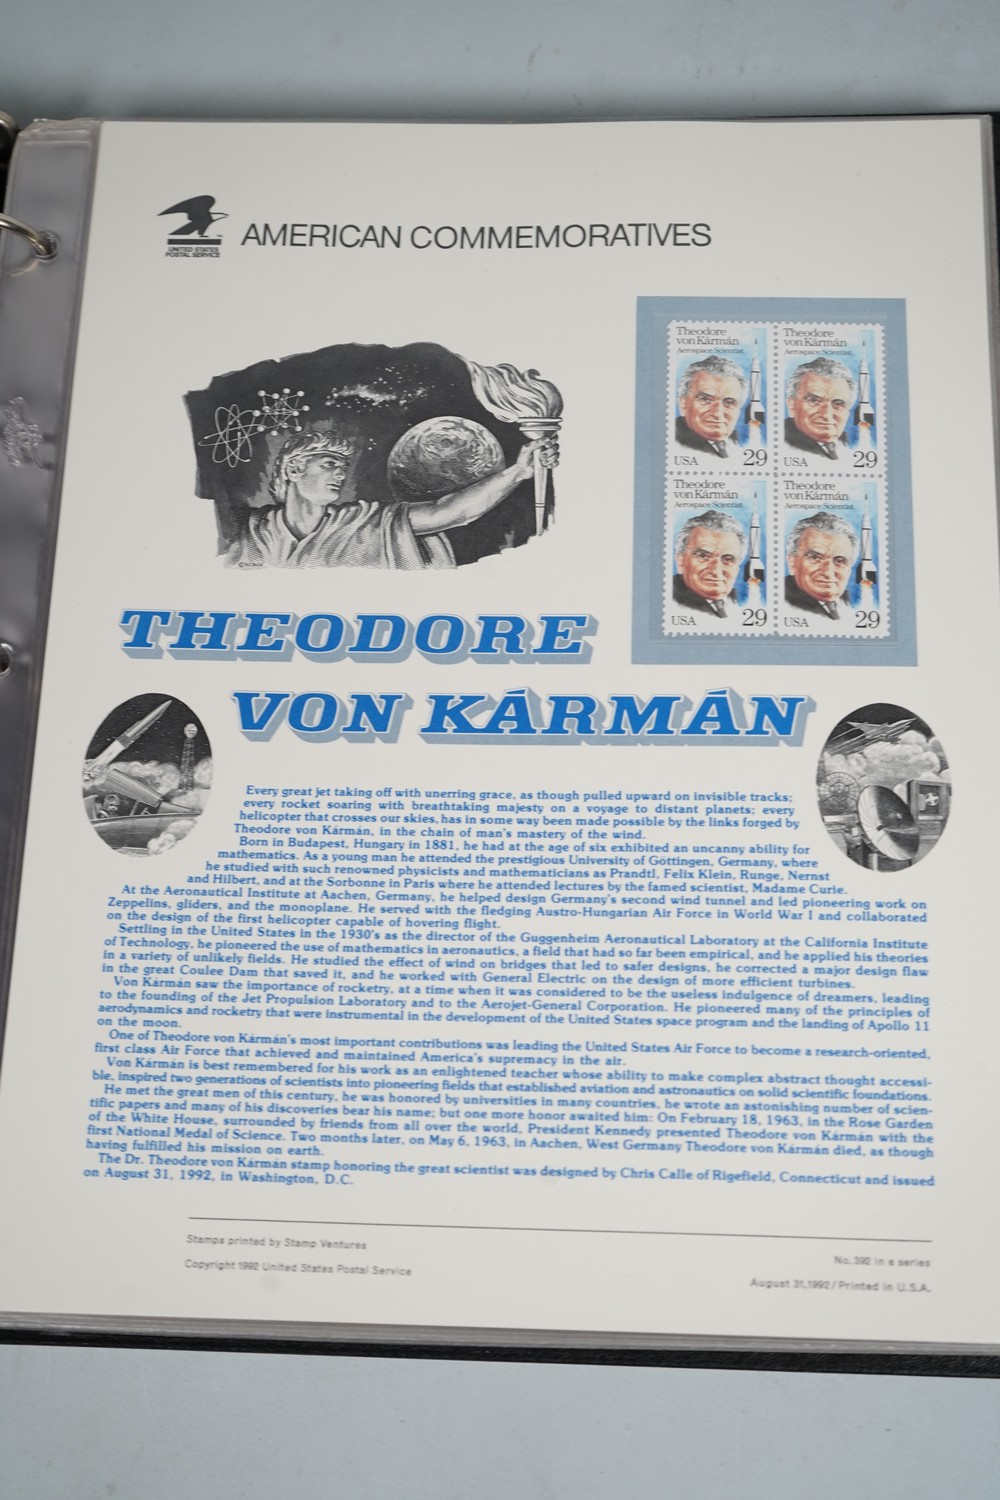 UNITED STATES
POSTAL SERVICE
AMERICAN COMMEMORATIVES
Theodore
von Kármán
Aerospace Scientist
USA 29
Theodore
von Kármán
Aerospace Scientist
USA 29
Theodore
von Kármán
Aerospace Scientist
USA 29
Theodore
von Kármán
Aerospace Scientist
USA 29
THEODORE
VON KÁRMÁN
Every great jet taking off with unerring grace, as though pulled upward on invisible tracks;
every rocket soaring with breathtaking majesty on a voyage to distant planets; every
helicopter that crosses our skies, has in some way been made possible by the links forged by
Theodore von Kármán, in the chain of man's mastery of the wind.
Born in Budapest, Hungary in 1881, he had at the age of six exhibited an uncanny ability for
mathematics. As a young man he attended the prestigious University of Göttingen, Germany, where
he studied with such renowned physicists and mathematicians as Prandtl, Felix Klein, Runge, Nernst
and Hilbert, and at the Sorbonne in Paris where he attended lectures by the famed scientist, Madame Curie.
At the Aeronautical Institute at Aachen, Germany, he helped design Germany's second wind tunnel and led pioneering work on
Zeppelins, gliders, and the monoplane. He served with the fledging Austro-Hungarian Air Force in World War I and collaborated
on the design of the first helicopter capable of hovering flight.
Settling in the United States in the 1930's as the director of the Guggenheim Aeronautical Laboratory at the California Institute
of Technology, he pioneered the use of mathematics in aeronautics, a field that had so far been empirical, and he applied his theories
in a variety of unlikely fields. He studied the effect of wind on bridges that led to safer designs, he corrected a major design flaw
in the great Coulee Dam that saved it, and he worked with General Electric on the design of more efficient turbines.
Von Kármán saw the importance of rocketry, at a time when it was considered to be the useless indulgence of dreamers, leading
to the founding of the Jet Propulsion Laboratory and to the Aerojet-General Corporation. He pioneered many of the principles of
aerodynamics and rocketry that were instrumental in the development of the United States space program and the landing of Apollo 11
on the moon.
One of Theodore von Kármán's most important contributions was leading the United States Air Force to become a research-oriented,
first class Air Force that achieved and maintained America's supremacy in the air.
Von Kármán is best remembered for his work as an enlightened teacher whose ability to make complex abstract thought accessi-
ble, inspired two generations of scientists into pioneering fields that established aviation and astronautics on solid scientific foundations.
He met the great men of this century, he was honored by universities in many countries, he wrote an astonishing number of scien-
tific papers and many of his discoveries bear his name; but one more honor awaited him: On February 18, 1963, in the Rose Garden
of the White House, surrounded by friends from all over the world, President Kennedy presented Theodore von Kármán with the
first National Medal of Science. Two months later, on May 6, 1963, in Aachen, West Germany Theodore von Kármán died, as though
having fulfilled his mission on earth.
The Dr. Theodore von Kármán stamp honoring the great scientist was designed by Chris Calle of Rigefield, Connecticut and issued
on August 31, 1992, in Washington, D.C.
Stamps printed by Stamp Ventures
Copyright 1992 United States Postal Service
No. 392 in a series
August 31, 1992/Printed in U.S.A.